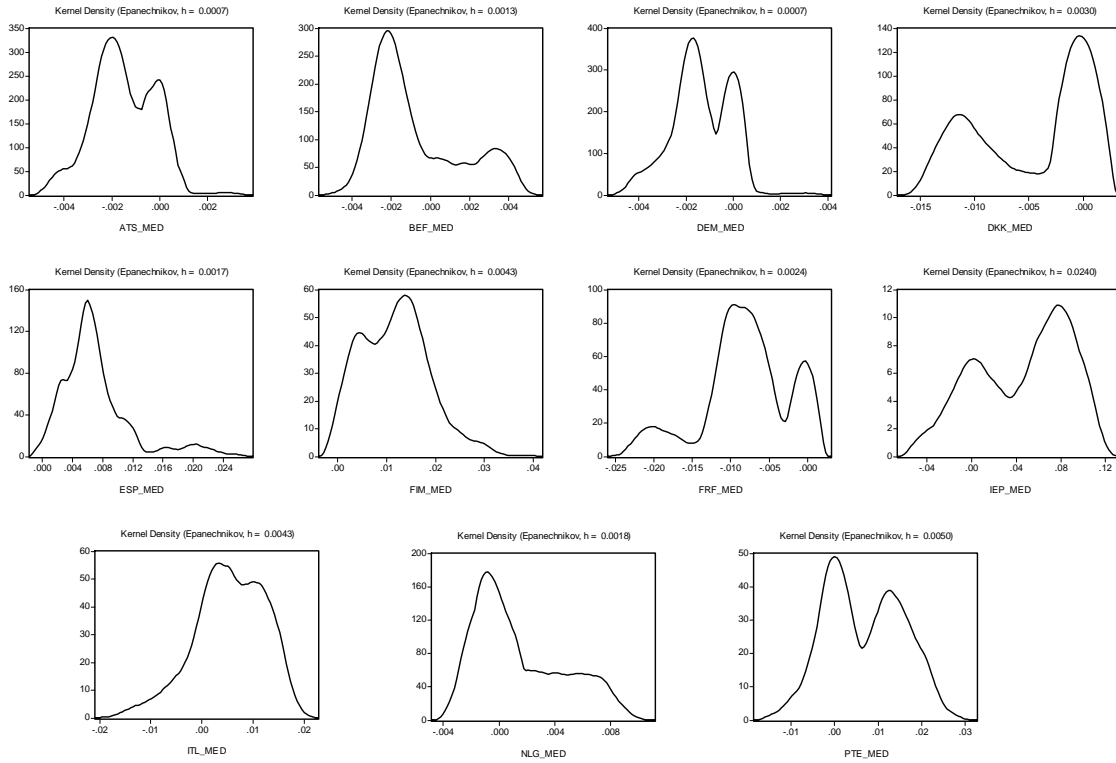 Kernel Density (Epanechnikov, h = 0.0007)
350
300
250
200
150
100
50
0
-.004 -.002 .000 .002
ATS_MED
Kernel Density (Epanechnikov, h = 0.0013)
300
250
200
150
100
50
0
-.004 -.002 .000 .002 .004
BEF_MED
Kernel Density (Epanechnikov, h = 0.0007)
400
300
200
100
0
-.004 -.002 .000 .002 .004
DEM_MED
Kernel Density (Epanechnikov, h = 0.0030)
140
120
100
80
60
40
20
0
-.015 -.010 -.005 .000
DKK_MED
Kernel Density (Epanechnikov, h = 0.0017)
160
120
80
40
0
.000 .004 .008 .012 .016 .020 .024
ESP_MED
Kernel Density (Epanechnikov, h = 0.0043)
60
50
40
30
20
10
0
.00 .01 .02 .03 .04
FIM_MED
Kernel Density (Epanechnikov, h = 0.0024)
100
80
60
40
20
0
-.025 -.020 -.015 -.010 -.005 .000
FRF_MED
Kernel Density (Epanechnikov, h = 0.0240)
12
10
8
6
4
2
0
-.04 .00 .04 .08 .12
IEP_MED
Kernel Density (Epanechnikov, h = 0.0043)
60
50
40
30
20
10
0
-.02 -.01 .00 .01 .02
ITL_MED
Kernel Density (Epanechnikov, h = 0.0018)
200
160
120
80
40
0
-.004 .000 .004 .008
NLG_MED
Kernel Density (Epanechnikov, h = 0.0050)
50
40
30
20
10
0
-.01 .00 .01 .02 .03
PTE_MED